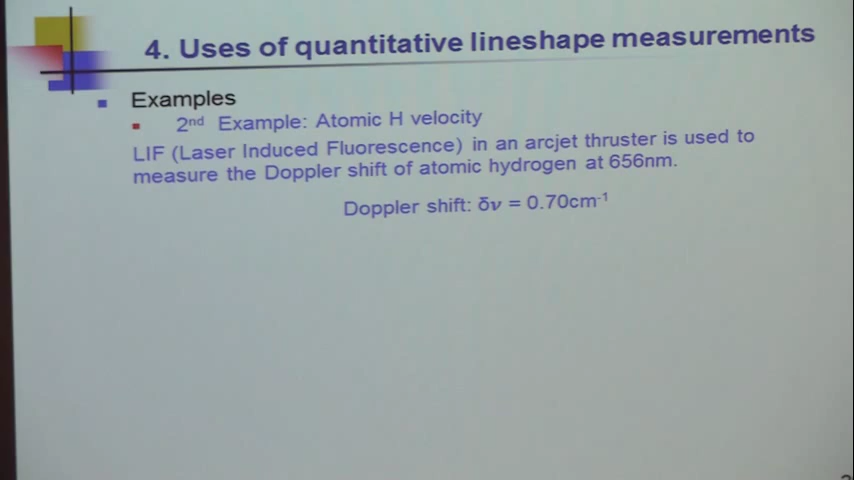 4. Uses of quantitative lineshape measurements
Examples
2nd Example: Atomic H velocity
LIF (Laser Induced Fluorescence) in an arcjet thruster is used to
measure the Doppler shift of atomic hydrogen at 656nm.
Doppler shift: δν = 0.70cm⁻¹